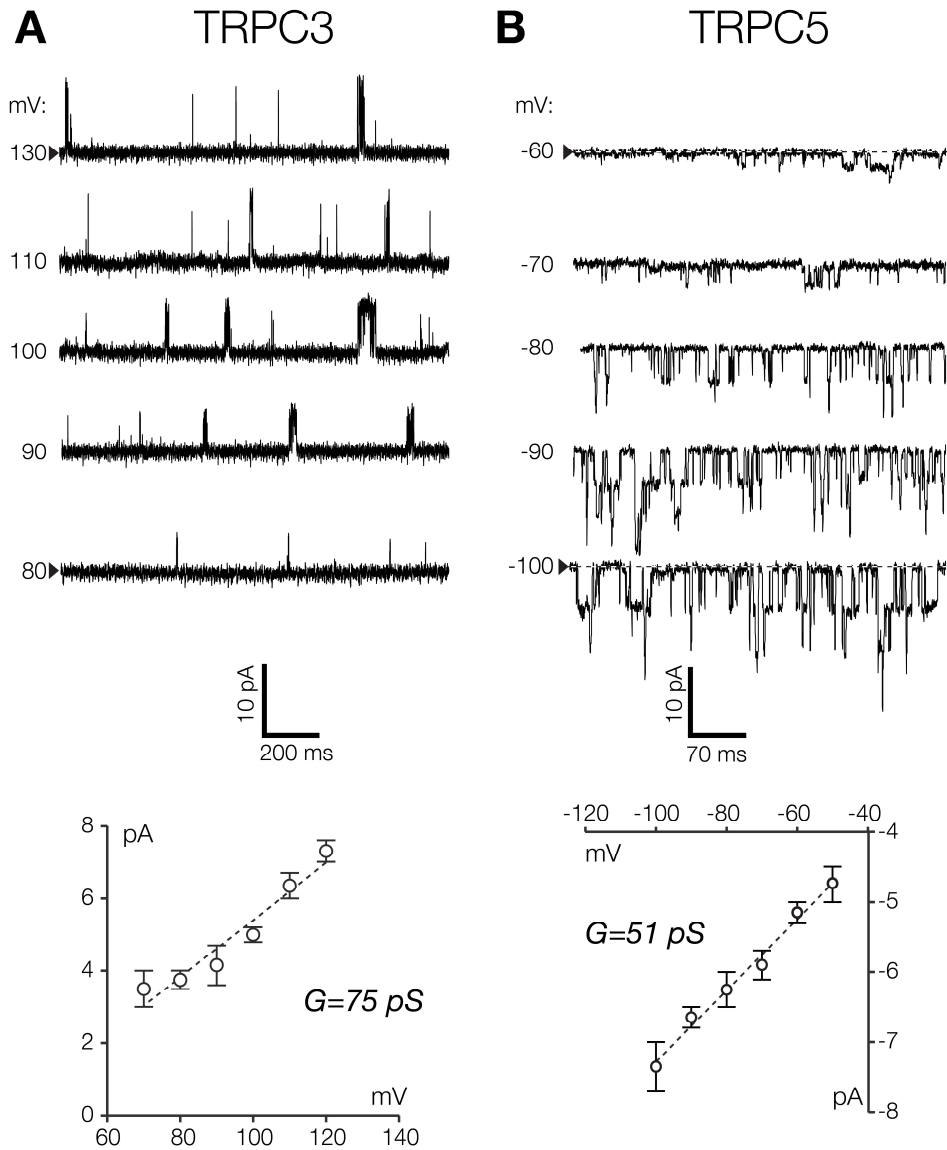 A TRPC3
mV:
130
110
100
90
80
10 pA
200 ms
8
6
4
2
0
pA
G=75 pS
mV
60 80 100 120 140
B TRPC5
mV:
-60
-70
-80
-90
-100
10 pA
70 ms
-120 -100 -80 -60 -40
mV
-4
-5
-6
-7
-8
G=51 pS
pA